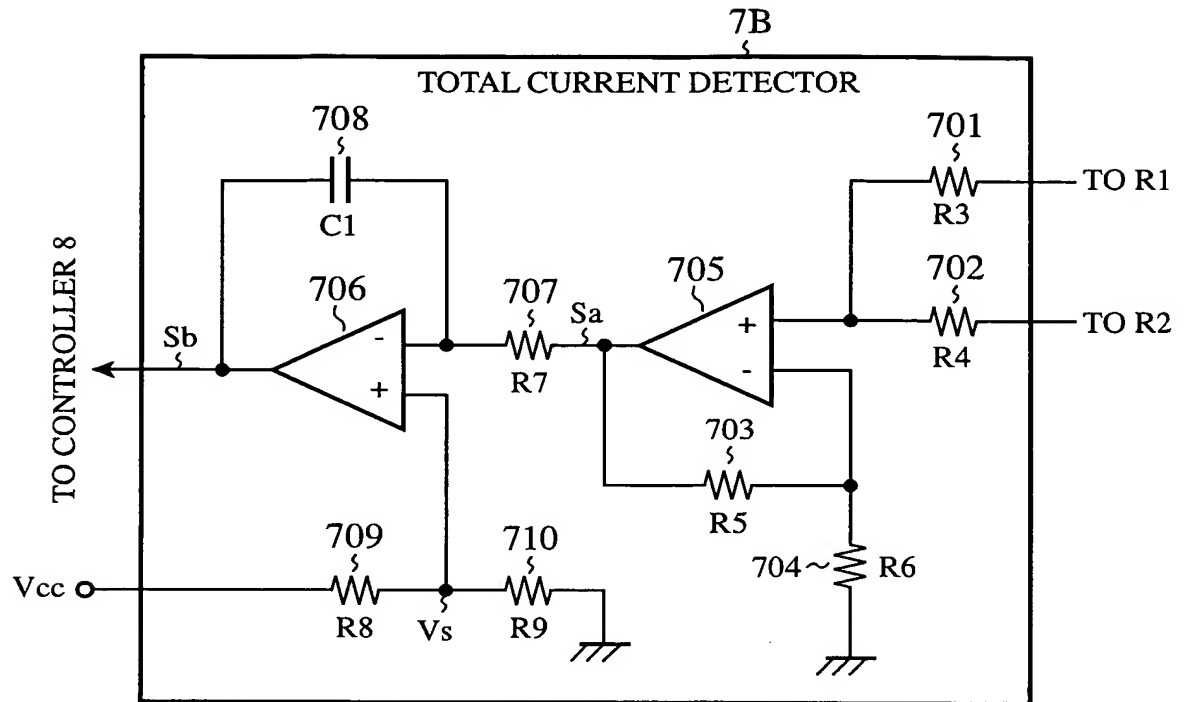 7B
TOTAL CURRENT DETECTOR
708
C1
701
R3
TO R1
702
R4
TO R2
706
-
+
707
R7
Sa
705
+
-
Sb
TO CONTROLLER 8
703
R5
704
R6
709
R8
710
R9
Vcc
Vs